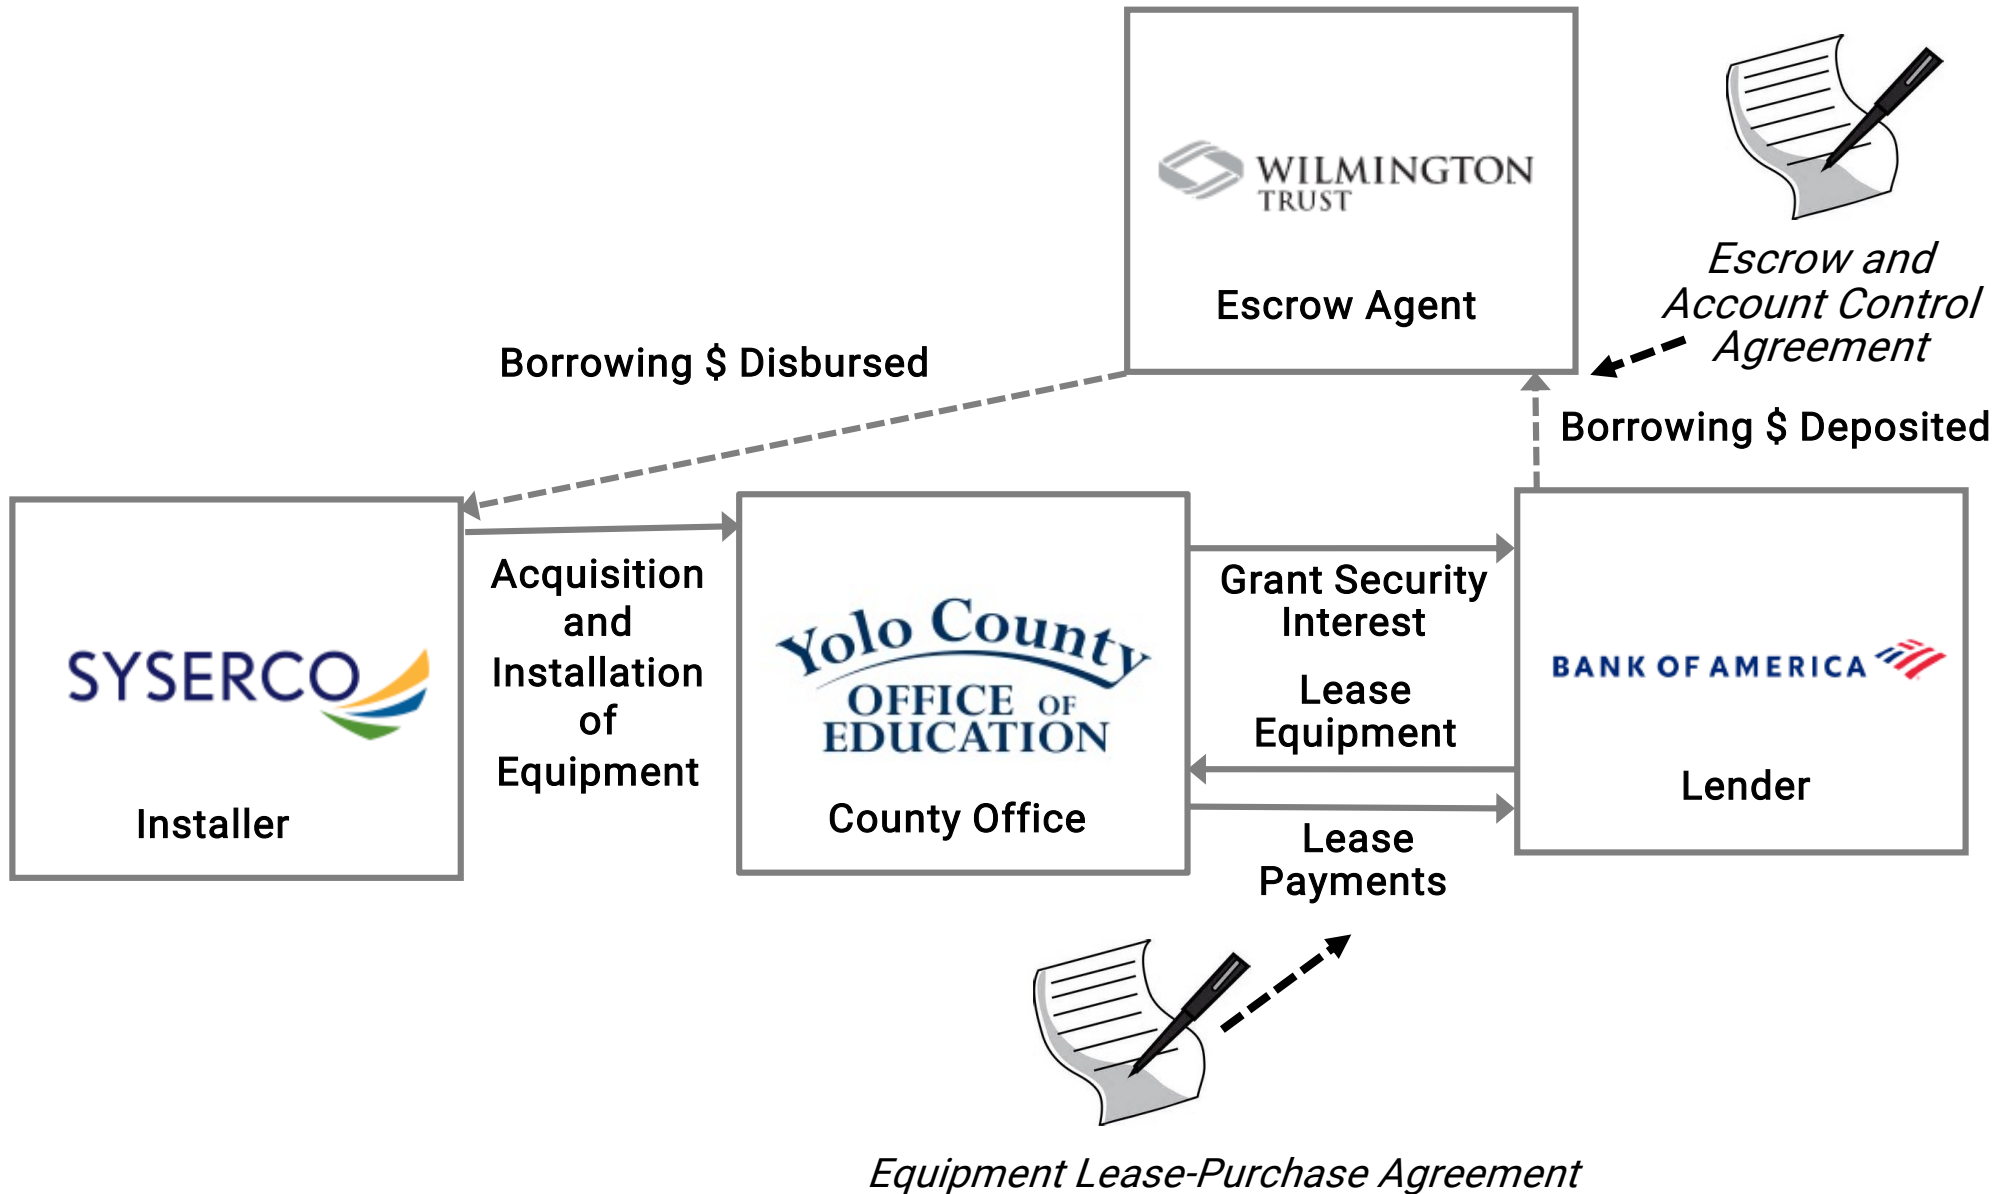 WILMINGTON
TRUST
Escrow Agent
Escrow and
Account Control
Agreement
Borrowing $ Disbursed
Borrowing $ Deposited
SYSERCO
Installer
Acquisition
and
Installation
of
Equipment
Yolo County
OFFICE OF
EDUCATION
County Office
Grant Security
Interest
Lease
Equipment
Lease
Payments
BANK OF AMERICA
Lender
Equipment Lease-Purchase Agreement